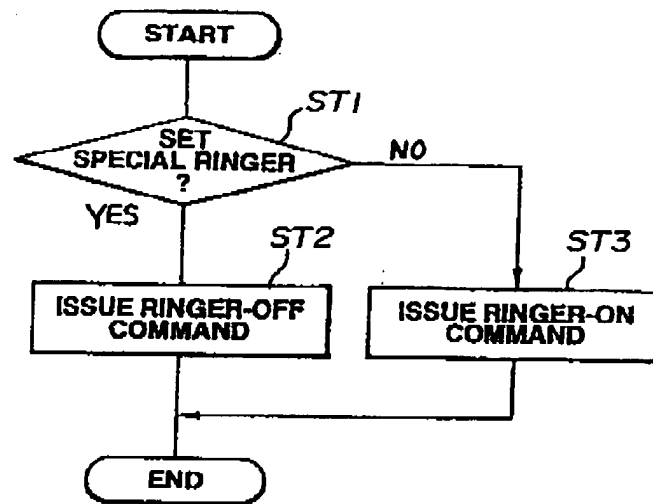 START
ST1
SET
SPECIAL RINGER
?
NO
YES
ST2
ST3
ISSUE RINGER-OFF
COMMAND
ISSUE RINGER-ON
COMMAND
END